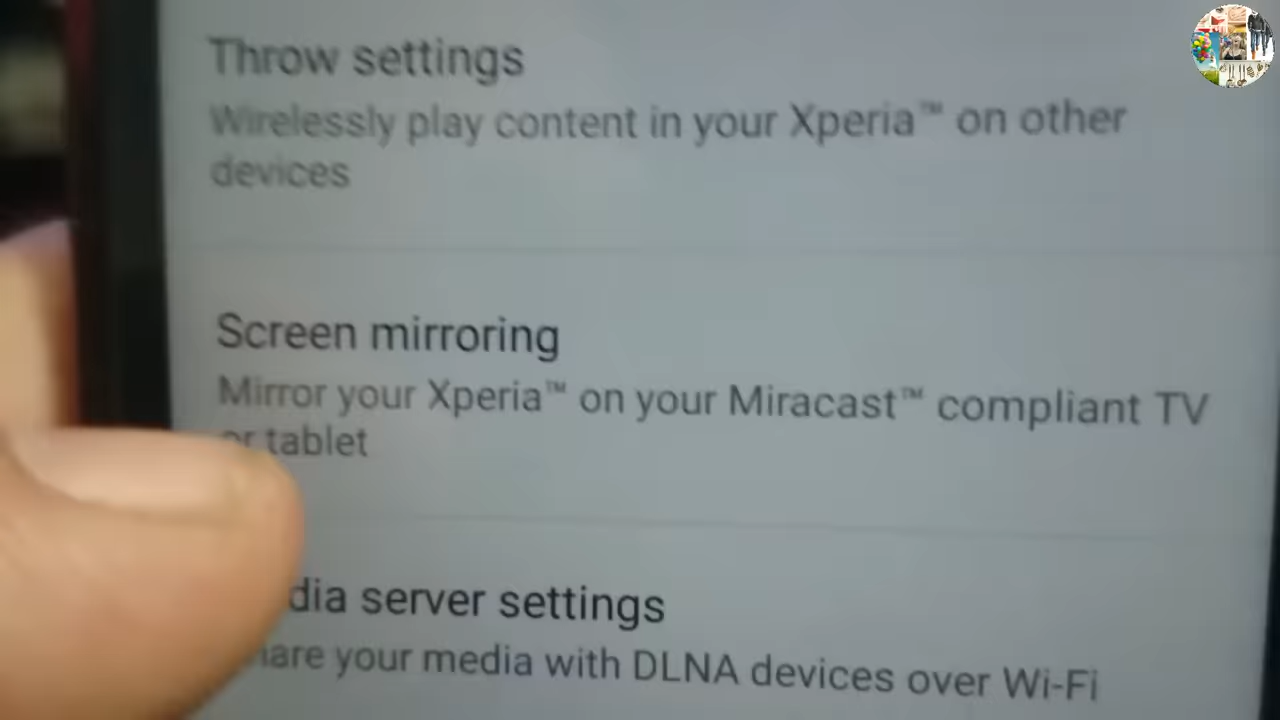 Throw settings
Wirelessly play content in your Xperia™ on other
devices
Screen mirroring
Mirror your Xperia™ on your Miracast™ compliant TV
or tablet
dia server settings
hare your media with DLNA devices over Wi-Fi